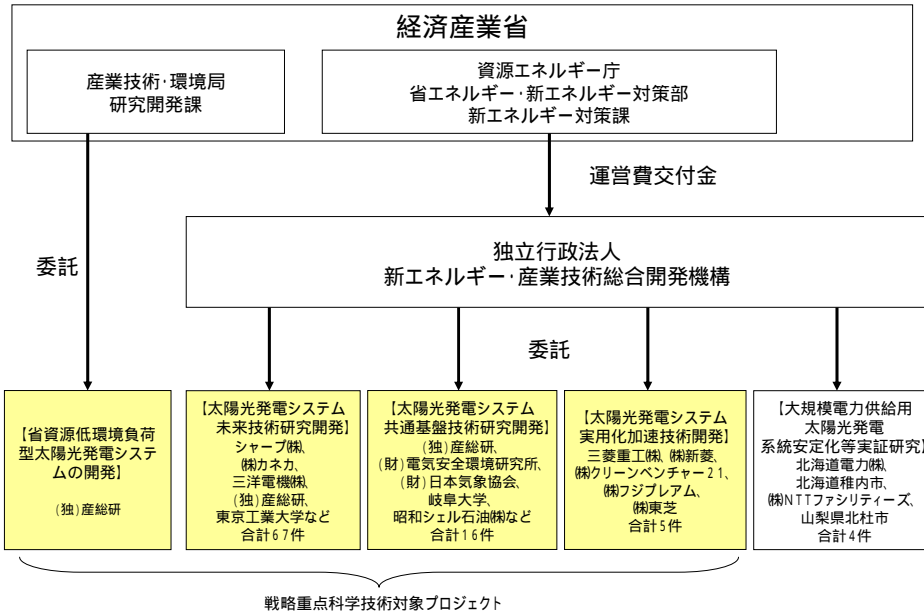 経済産業省
産業技術・環境局
研究開発課
資源エネルギー庁
省エネルギー・新エネルギー対策部
新エネルギー対策課
運営費交付金
委託
独立行政法人
新エネルギー・産業技術総合開発機構
委託
【省資源低環境負荷
型太陽光発電システ
ムの開発】
(独)産総研
【太陽光発電システム
未来技術研究開発】
シャープ㈱、
㈱カネカ、
三洋電機㈱、
(独)産総研、
東京工業大学など
合計67件
【太陽光発電システム
共通基盤技術研究開発】
(独)産総研、
(財)電気安全環境研究所、
(財)日本気象協会、
岐阜大学、
昭和シェル石油㈱など
合計16件
【太陽光発電システム
実用化加速技術開発】
三菱重工㈱、㈱新菱、
㈱クリーンベンチャー21、
㈱フジプレアム、
㈱東芝
合計5件
【大規模電力供給用
太陽光発電
系統安定化等実証研究】
北海道電力㈱、
北海道稚内市、
㈱NTTファシリティーズ、
山梨県北杜市
合計4件
戦略重点科学技術対象プロジェクト